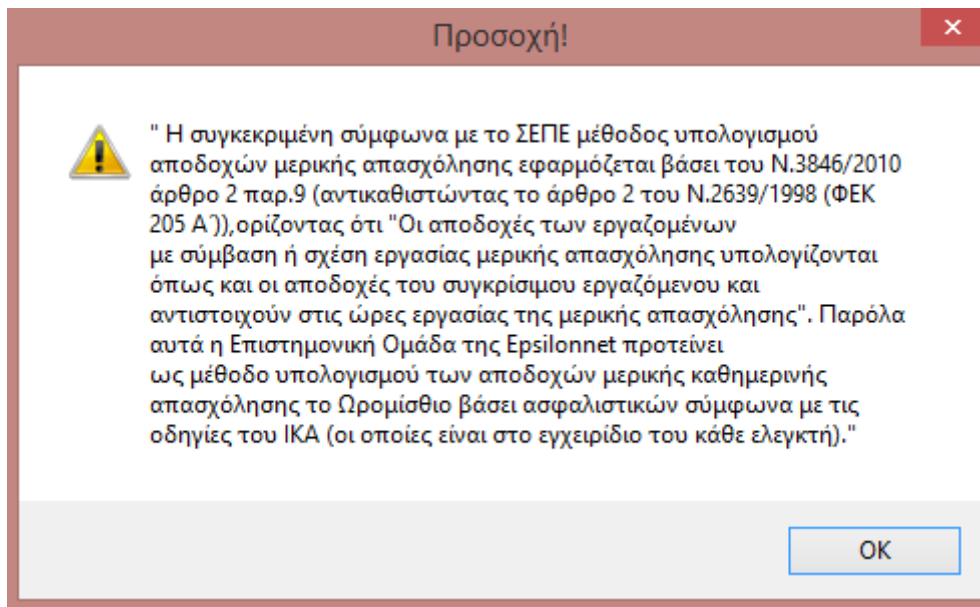 Προσοχή!
" Η συγκεκριμένη σύμφωνα με το ΣΕΠΕ μέθοδος υπολογισμού
αποδοχών μερικής απασχόλησης εφαρμόζεται βάσει του Ν.3846/2010
άρθρο 2 παρ.9 (αντικαθιστώντας το άρθρο 2 του Ν.2639/1998 (ΦΕΚ
205 Α΄)),ορίζοντας ότι "Οι αποδοχές των εργαζομένων
με σύμβαση ή σχέση εργασίας μερικής απασχόλησης υπολογίζονται
όπως και οι αποδοχές του συγκρίσιμου εργαζόμενου και
αντιστοιχούν στις ώρες εργασίας της μερικής απασχόλησης". Παρόλα
αυτά η Επιστημονική Ομάδα της Epsilonnet προτείνει
ως μέθοδο υπολογισμού των αποδοχών μερικής καθημερινής
απασχόλησης το Ωρομίσθιο βάσει ασφαλιστικών σύμφωνα με τις
οδηγίες του ΙΚΑ (οι οποίες είναι στο εγχειρίδιο του κάθε ελεγκτή)."
OK